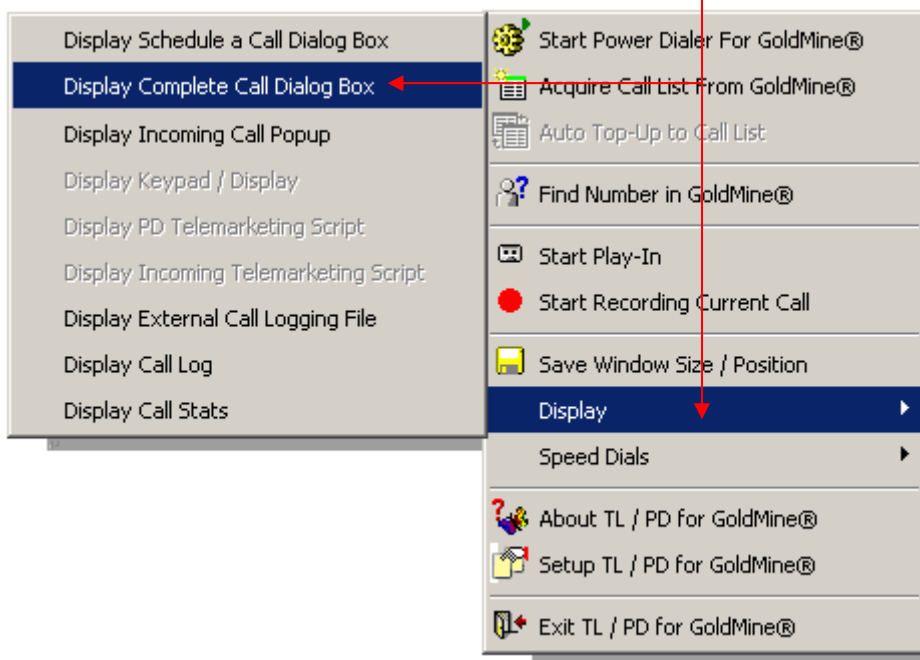 Display Schedule a Call Dialog Box
Display Complete Call Dialog Box
Display Incoming Call Popup
Display Keypad / Display
Display PD Telemarketing Script
Display Incoming Telemarketing Script
Display External Call Logging File
Display Call Log
Display Call Stats
Start Power Dialer For GoldMine®
Acquire Call List From GoldMine®
Auto Top-Up to Call List
Find Number in GoldMine®
Start Play-In
Start Recording Current Call
Save Window Size / Position
Display
Speed Dials
About TL / PD for GoldMine®
Setup TL / PD for GoldMine®
Exit TL / PD for GoldMine®